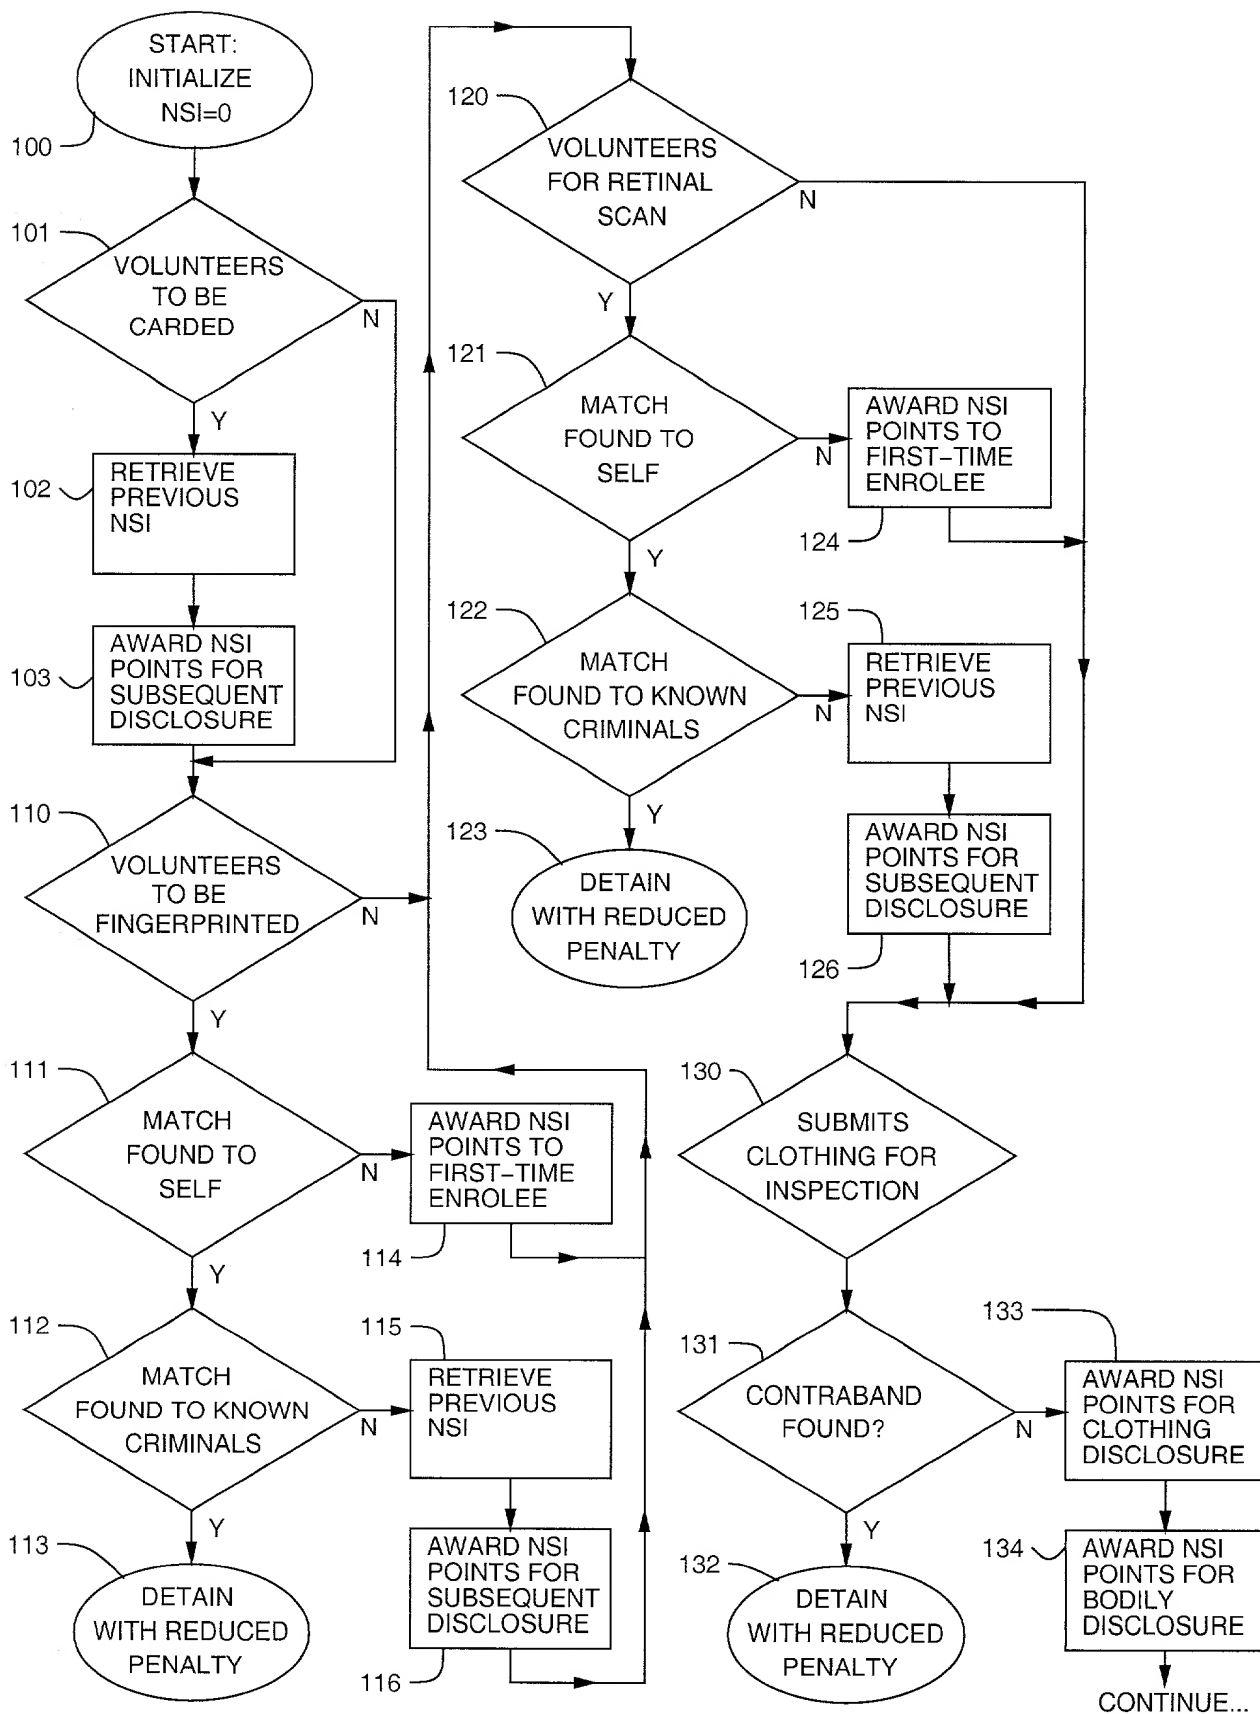 START:
INITIALIZE
NSI=0
100
101
VOLUNTEERS
TO BE
CARDED
N
Y
102
RETRIEVE
PREVIOUS
NSI
103
AWARD NSI
POINTS FOR
SUBSEQUENT
DISCLOSURE
110
VOLUNTEERS
TO BE
FINGERPRINTED
N
Y
111
MATCH
FOUND TO
SELF
N
Y
114
AWARD NSI
POINTS TO
FIRST-TIME
ENROLEE
112
MATCH
FOUND TO KNOWN
CRIMINALS
N
Y
115
RETRIEVE
PREVIOUS
NSI
113
DETAIN
WITH REDUCED
PENALTY
AWARD NSI
POINTS FOR
SUBSEQUENT
DISCLOSURE
116
120
VOLUNTEERS
FOR RETINAL
SCAN
N
Y
121
MATCH
FOUND TO
SELF
N
Y
AWARD NSI
POINTS TO
FIRST-TIME
ENROLEE
124
122
MATCH
FOUND TO KNOWN
CRIMINALS
N
Y
125
RETRIEVE
PREVIOUS
NSI
123
DETAIN
WITH REDUCED
PENALTY
AWARD NSI
POINTS FOR
SUBSEQUENT
DISCLOSURE
126
130
SUBMITS
CLOTHING FOR
INSPECTION
131
CONTRABAND
FOUND?
N
Y
133
AWARD NSI
POINTS FOR
CLOTHING
DISCLOSURE
132
DETAIN
WITH REDUCED
PENALTY
134
AWARD NSI
POINTS FOR
BODILY
DISCLOSURE
CONTINUE...